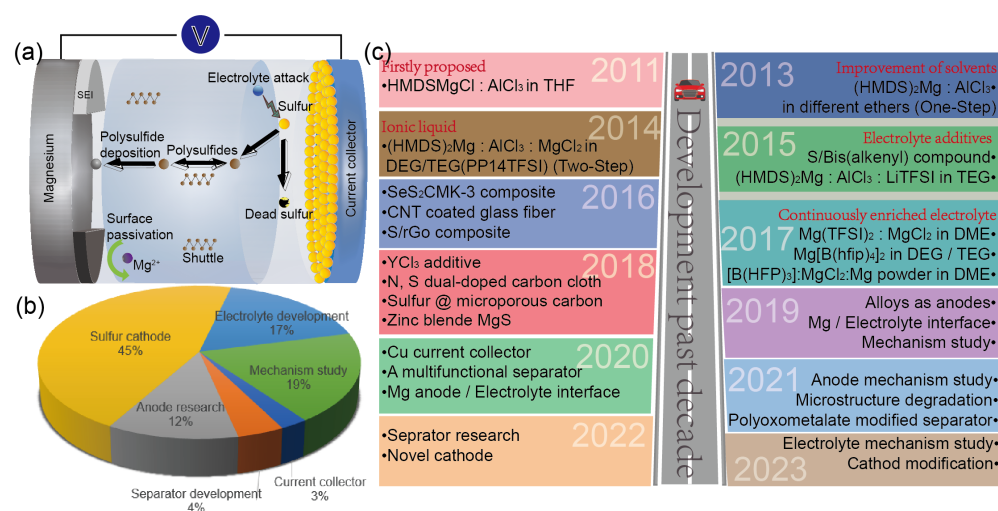 (a)
V
SEI
Electrolyte attack
Sulfur
Polysulfide
deposition
Polysulfides
Magnesium
Current collector
Dead sulfur
Surface
passivation
Mg²⁺
Shuttle
(b)
Sulfur cathode
45%
Electrolyte development
17%
Mechanism study
19%
Anode research
12%
Separator development
4%
Current collector
3%
(c)
Firstly proposed
2011
•HMDSMgCl : AlCl₃ in THF
Ionic liquid
2014
•(HMDS)₂Mg : AlCl₃ : MgCl₂ in
DEG/TEG(PP14TFSI) (Two-Step)
•SeS₂CMK-3 composite
2016
•CNT coated glass fiber
•S/rGo composite
•YCl₃ additive
2018
•N, S dual-doped carbon cloth
•Sulfur @ microporous carbon
•Zinc blende MgS
•Cu current collector
2020
•A multifunctional separator
•Mg anode / Electrolyte interface
•Seprator research
2022
•Novel cathode
Development past decade
2013
Improvement of solvents
(HMDS)₂Mg : AlCl₃•
in different ethers (One-Step)
2015
Electrolyte additives
S/Bis(alkenyl) compound•
(HMDS)₂Mg : AlCl₃ : LiTFSI in TEG•
Continuously enriched electrolyte
2017
Mg(TFSI)₂ : MgCl₂ in DME•
Mg[B(hfip)₄]₂ in DEG / TEG•
[B(HFP)₃]:MgCl₂:Mg powder in DME•
2019
Alloys as anodes•
Mg / Electrolyte interface•
Mechanism study•
2021
Anode mechanism study•
Microstructure degradation•
Polyoxometalate modified separator•
Electrolyte mechanism study•
2023
Cathod modification•